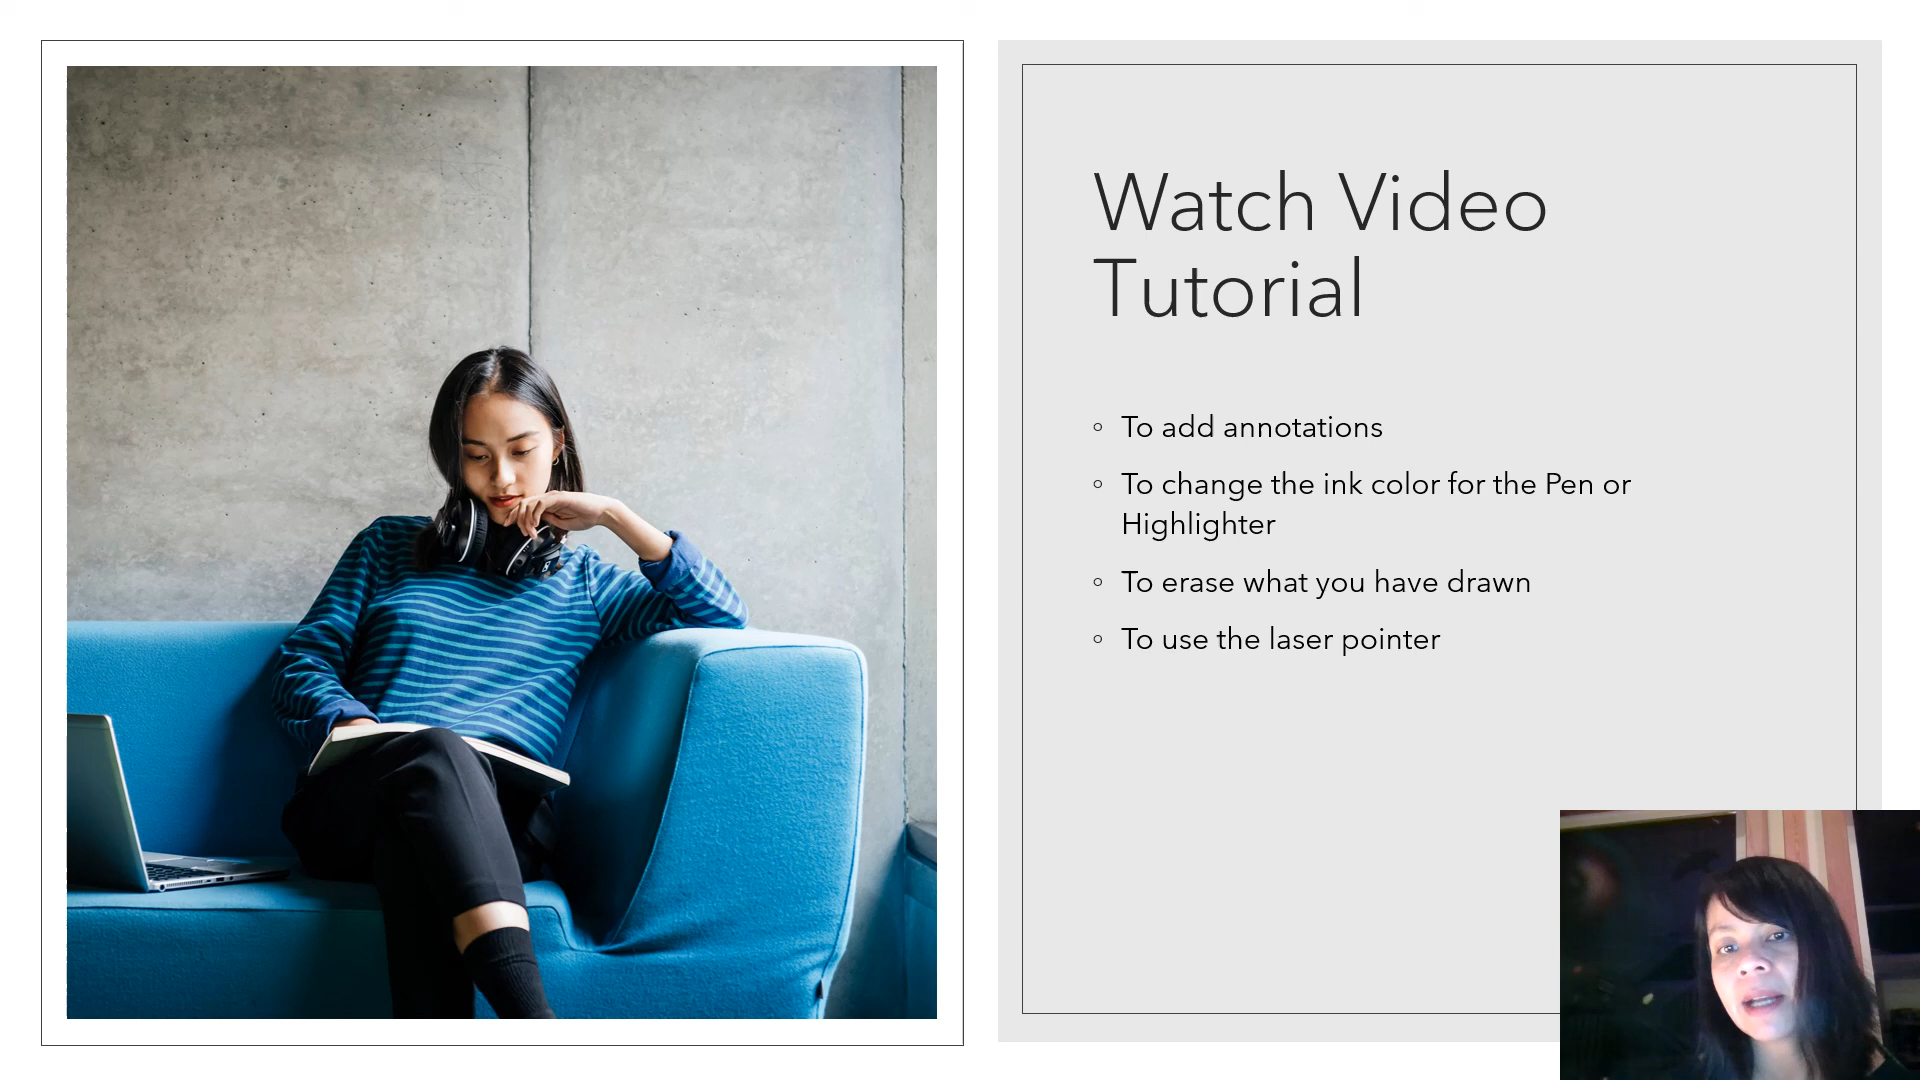 Watch Video
Tutorial
To add annotations
To change the ink color for the Pen or
Highlighter
To erase what you have drawn
To use the laser pointer